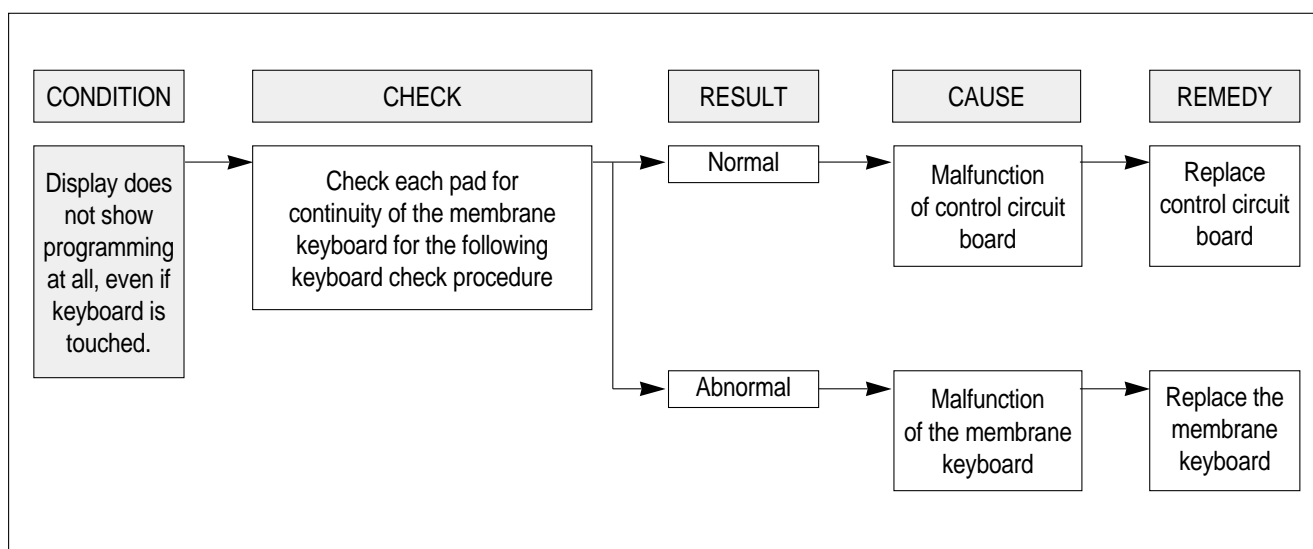 CONDITION
CHECK
RESULT
CAUSE
REMEDY
Display does
not show
programming
at all, even if
keyboard is
touched.
Check each pad for
continuity of the membrane
keyboard for the following
keyboard check procedure
Normal
Malfunction
of control circuit
board
Replace
control circuit
board
Abnormal
Malfunction
of the membrane
keyboard
Replace the
membrane
keyboard